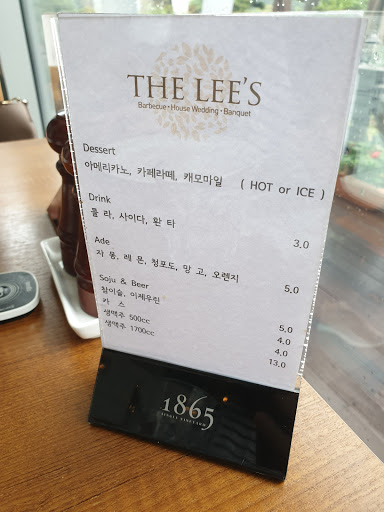 THE LEE'S
Barbecue · House Wedding · Banquet
Dessert
아메리카노, 카페라떼, 캐모마일 ( HOT or ICE )
Drink
콜 라, 사이다, 환 타 3.0
Ade
자 몽, 레 몬, 청포도, 망 고, 오렌지 5.0
Soju & Beer
참이슬, 이제우린 5.0
카 스 4.0
생맥주 500cc 4.0
생맥주 1700cc 13.0
1865
SINGLE VINEYARD